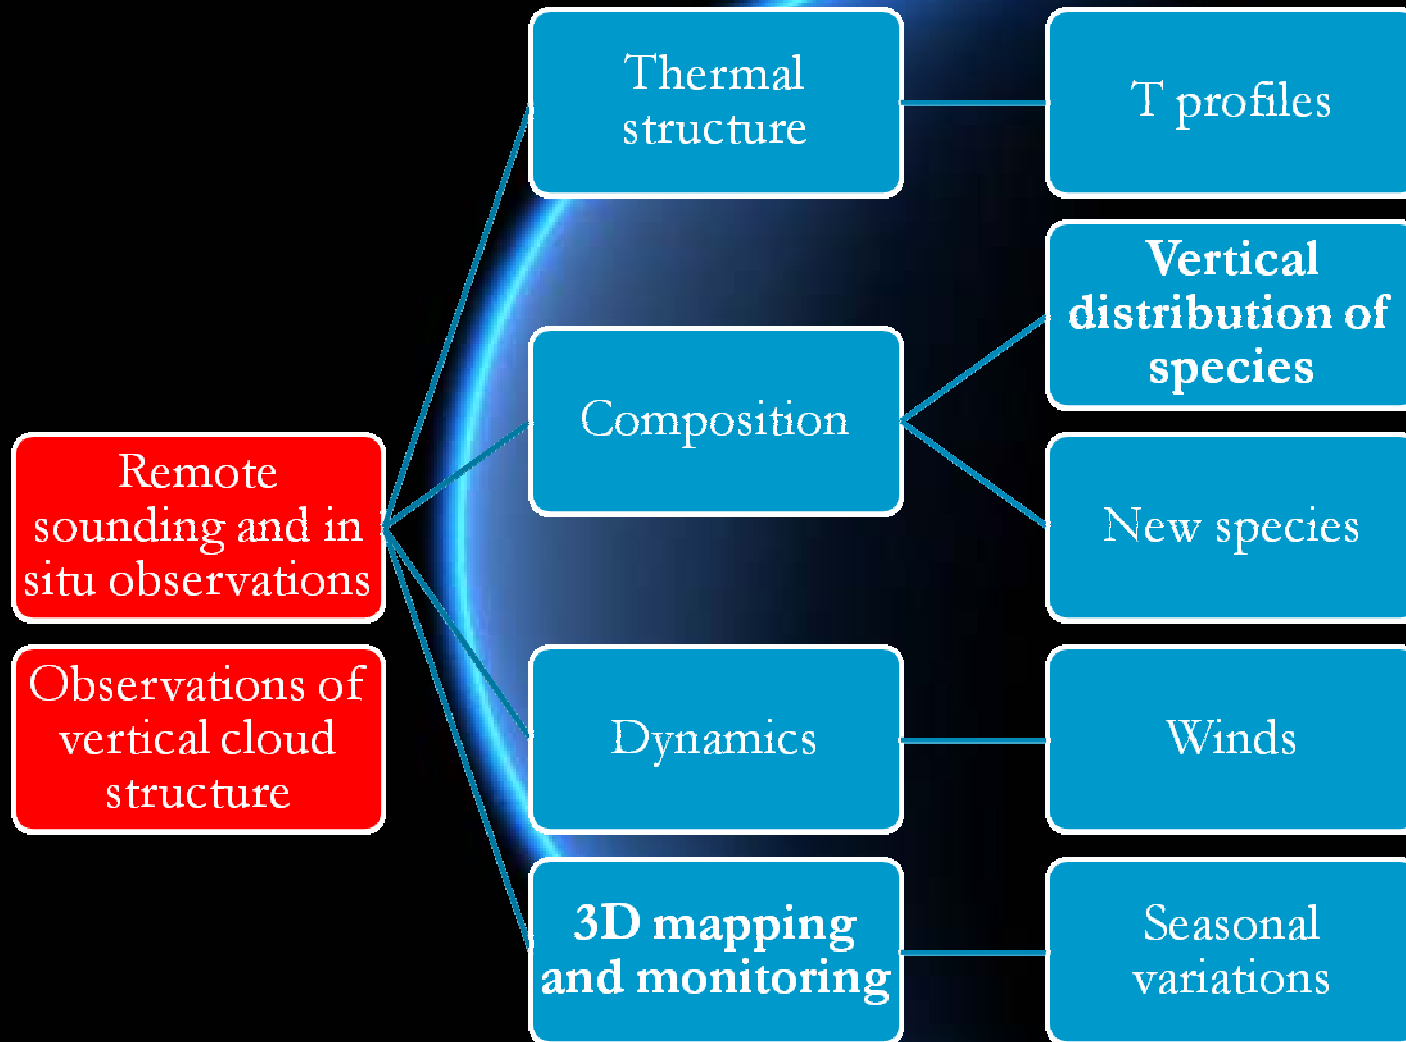 Thermal
structure
T profiles
Vertical
distribution of
species
Composition
New species
Remote
sounding and in
situ observations
Observations of
vertical cloud
structure
Dynamics
Winds
3D mapping
and monitoring
Seasonal
variations